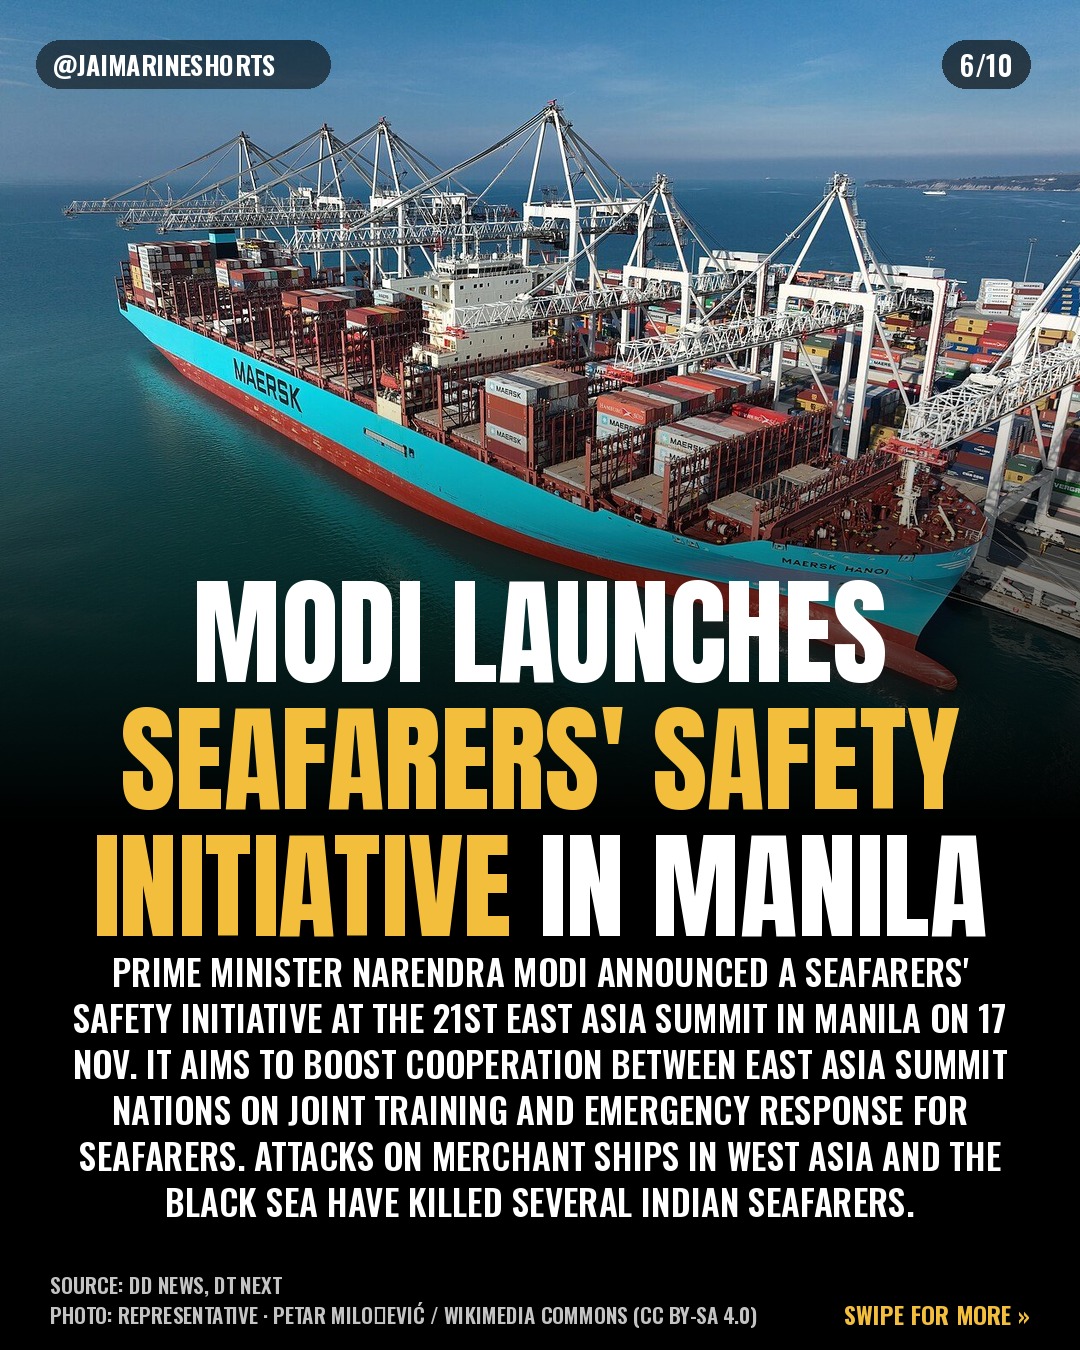 @JAIMARINESHORTS
6/10
MAERSK
MAERSK
MAERSK
MAERSK
MAERSK HANOI
MODI LAUNCHES
SEAFARERS' SAFETY
INITIATIVE IN MANILA
PRIME MINISTER NARENDRA MODI ANNOUNCED A SEAFARERS'
SAFETY INITIATIVE AT THE 21ST EAST ASIA SUMMIT IN MANILA ON 17
NOV. IT AIMS TO BOOST COOPERATION BETWEEN EAST ASIA SUMMIT
NATIONS ON JOINT TRAINING AND EMERGENCY RESPONSE FOR
SEAFARERS. ATTACKS ON MERCHANT SHIPS IN WEST ASIA AND THE
BLACK SEA HAVE KILLED SEVERAL INDIAN SEAFARERS.
SOURCE: DD NEWS, DT NEXT
PHOTO: REPRESENTATIVE · PETAR MILO□EVIĆ / WIKIMEDIA COMMONS (CC BY-SA 4.0)
SWIPE FOR MORE »